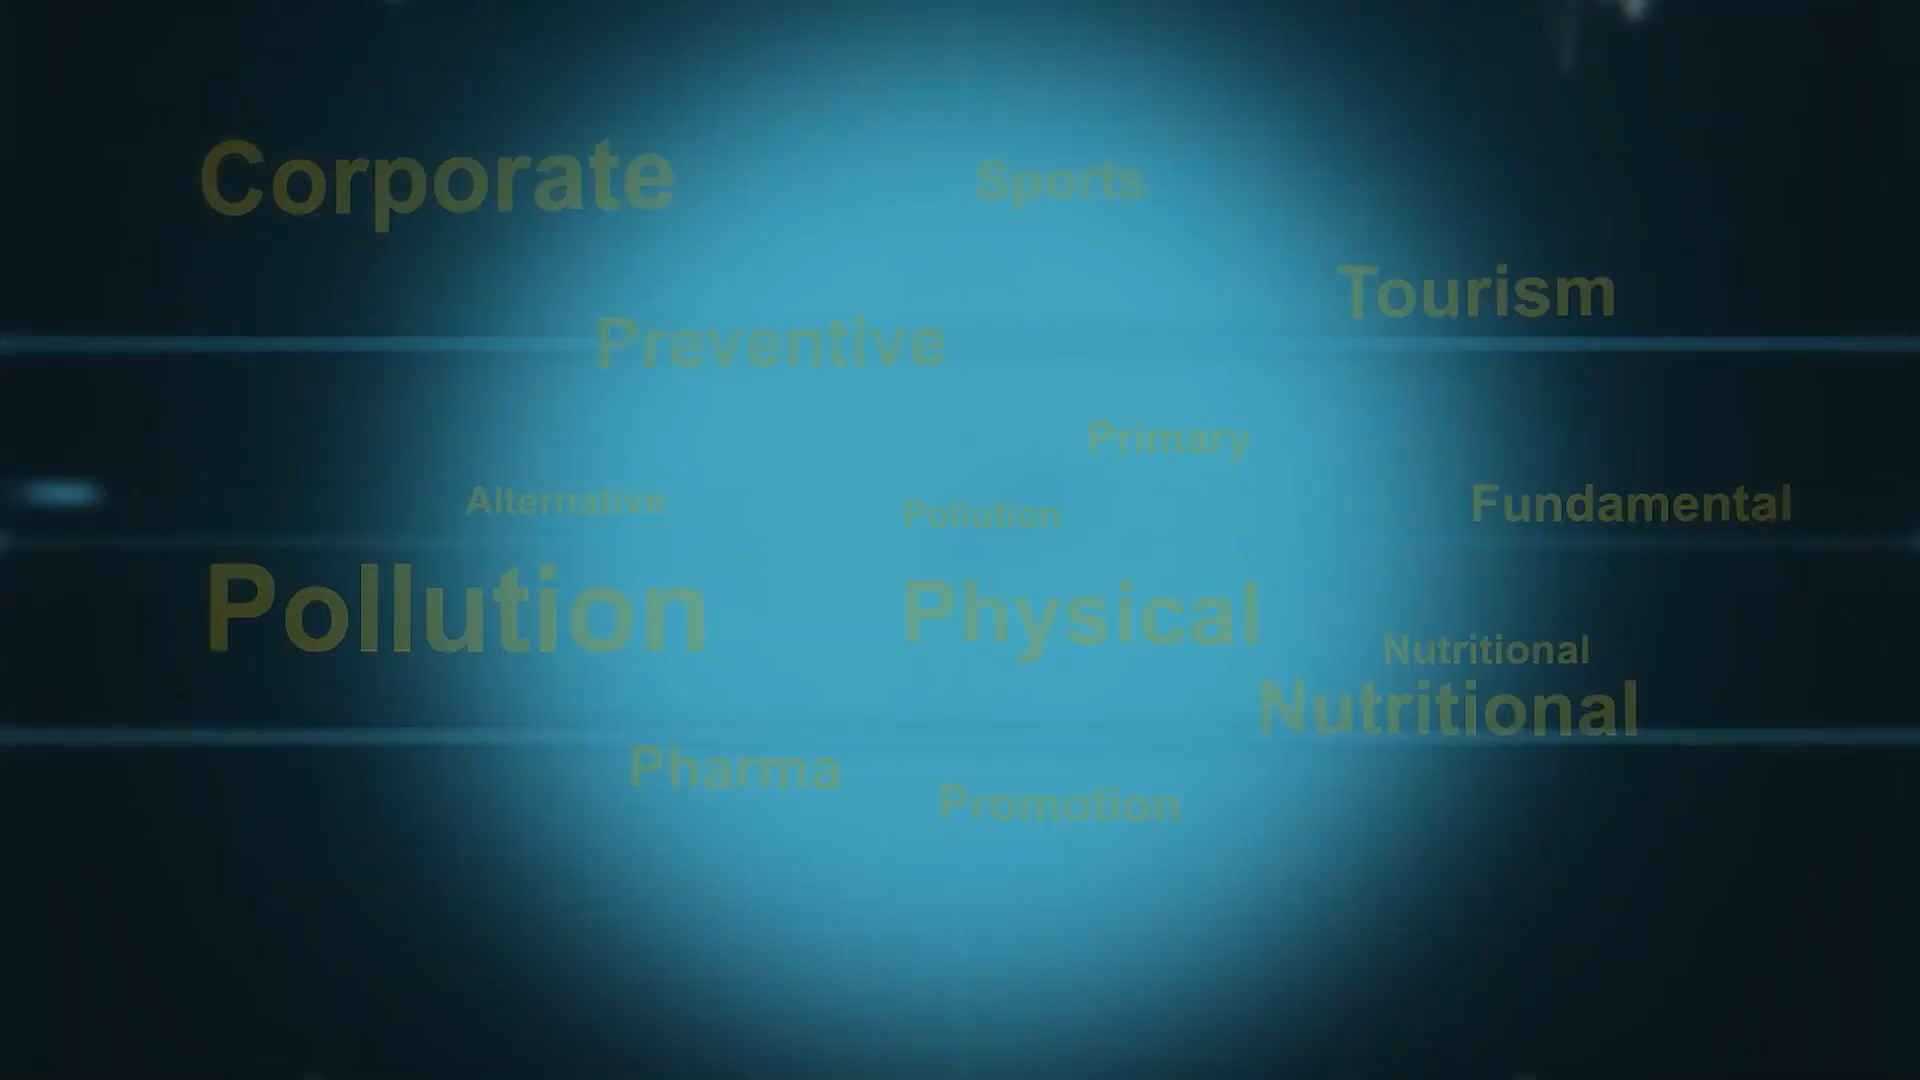 Corporate
Sports
Tourism
Preventive
Primary
Alternative
Pollution
Fundamental
Pollution
Physical
Nutritional
Nutritional
Pharma
Promotion